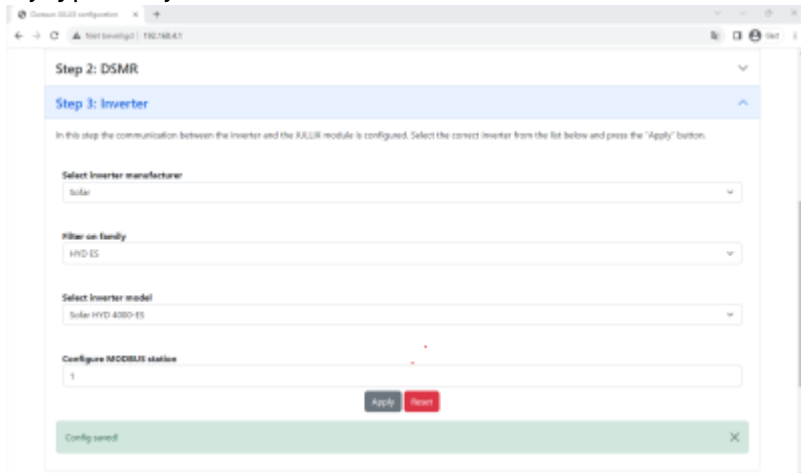 192.168.4.1
Step 2: DSMR
Step 3: Inverter
In this step the communication between the inverter and the module is configured. Select the correct inverter from the list below and press the "Apply" button.
Select inverter manufacturer
Filter on family
HYD ES
Select inverter model
HYD 4000-ES
Configure MODBUS station
1
Apply Reset
Config saved!